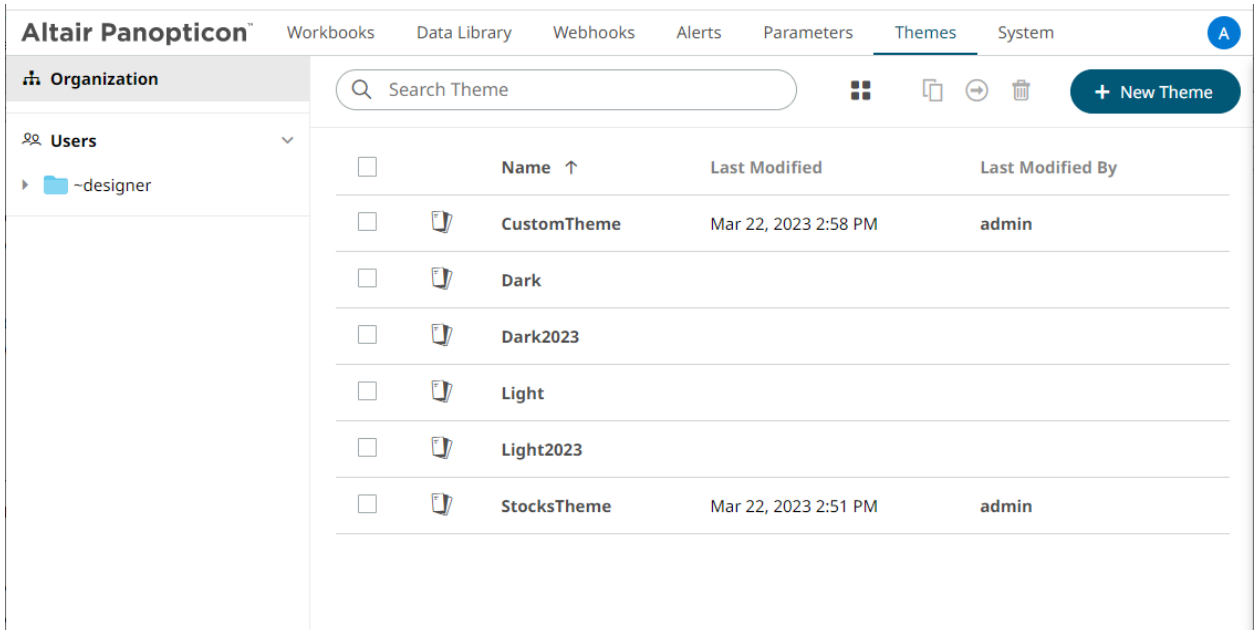 Altair Panopticon™ Workbooks Data Library Webhooks Alerts Parameters Themes System A
Organization
Search Theme
+ New Theme
Users
~designer
Name ↑ Last Modified Last Modified By
CustomTheme Mar 22, 2023 2:58 PM admin
Dark
Dark2023
Light
Light2023
StocksTheme Mar 22, 2023 2:51 PM admin